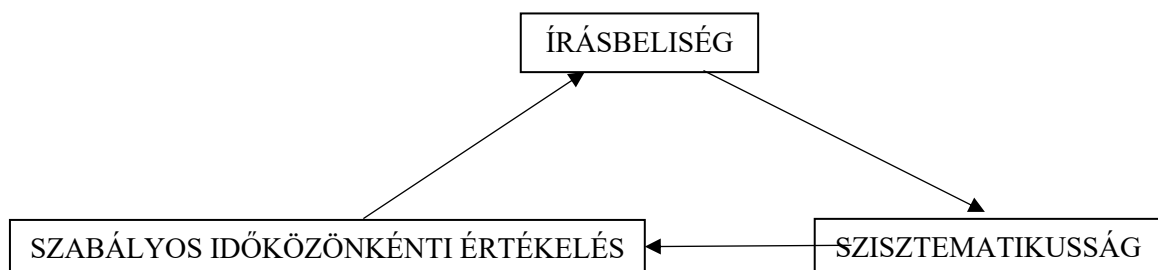 ÍRÁSBELISÉG
SZABÁLYOS IDŐKÖZÖNKÉNTI ÉRTÉKELÉS
SZISZTEMATIKUSSÁG